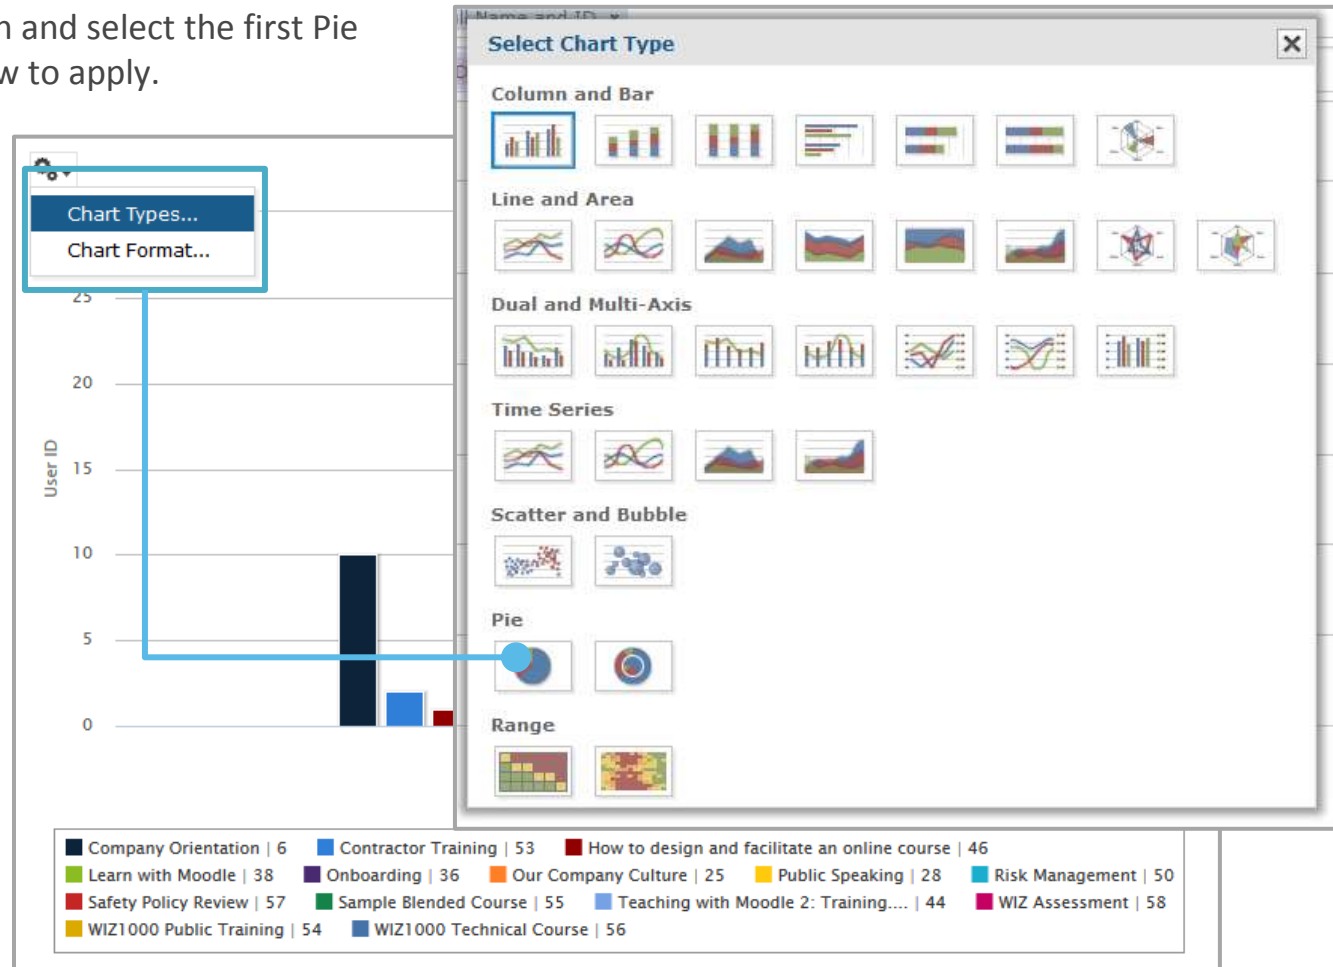 and select the first Pie
to apply.
Name and ID
Select Chart Type
Column and Bar
Line and Area
Dual and Multi-Axis
Time Series
Scatter and Bubble
Pie
Range
Chart Types...
Chart Format...
25
20
15
10
5
0
User ID
Company Orientation | 6 Contractor Training | 53 How to design and facilitate an online course | 46
Learn with Moodle | 38 Onboarding | 36 Our Company Culture | 25 Public Speaking | 28 Risk Management | 50
Safety Policy Review | 57 Sample Blended Course | 55 Teaching with Moodle 2: Training.... | 44 WIZ Assessment | 58
WIZ1000 Public Training | 54 WIZ1000 Technical Course | 56